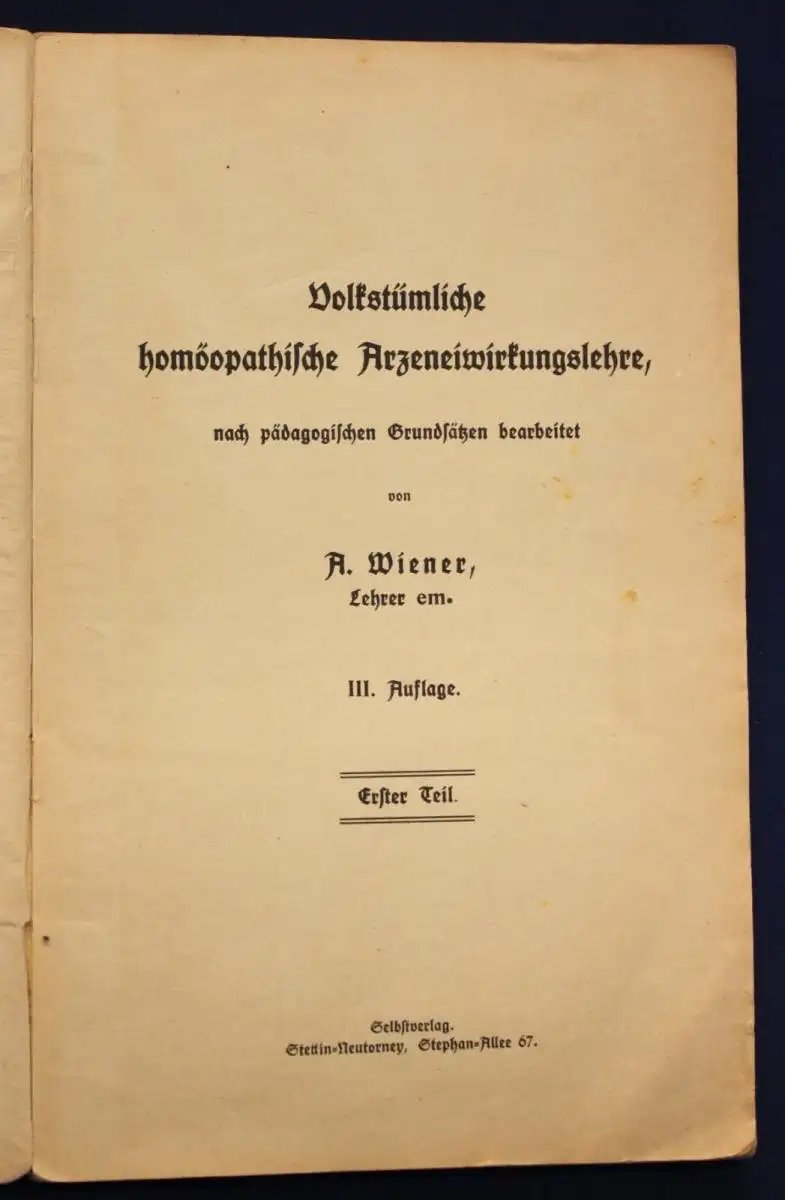 Volkstümliche
homöopathische Arzeneiwirkungslehre,
nach pädagogischen Grundsätzen bearbeitet
von
A. Wiener,
Lehrer em.
III. Auflage.
Erster Teil.
Selbstverlag.
Stettin-Neutorney, Stephan-Allee 67.